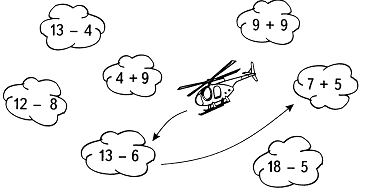 13 – 4
9 + 9
4 + 9
7 + 5
12 – 8
13 – 6
18 – 5